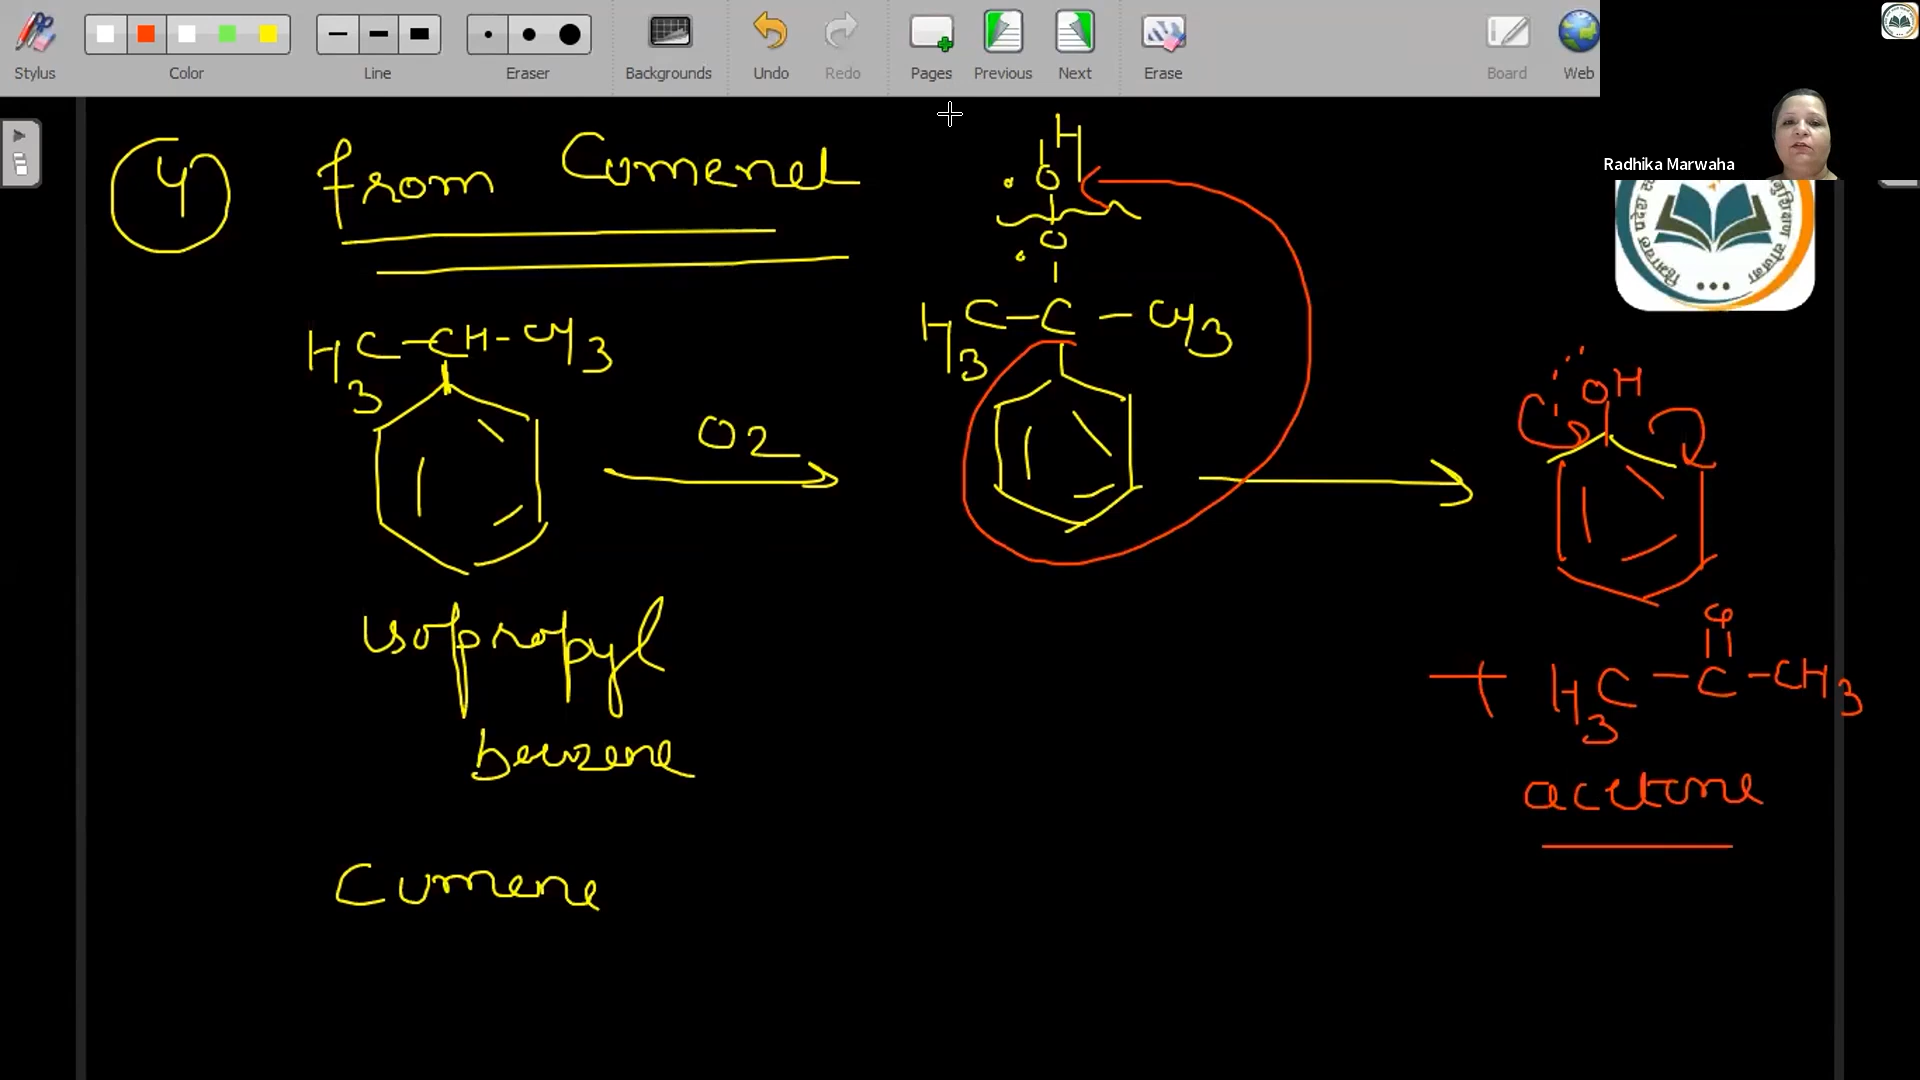 Stylus
Color
Line
Eraser
Backgrounds
Undo
Redo
Pages
Previous
Next
Erase
Board
Web
Radhika Marwaha
4
from Cumene
H
O
O
H3C-C-CH3
H3C-CH-CH3
O2
OH
isopropyl
benzene
+ H3C-C-CH3
acetone
Cumene